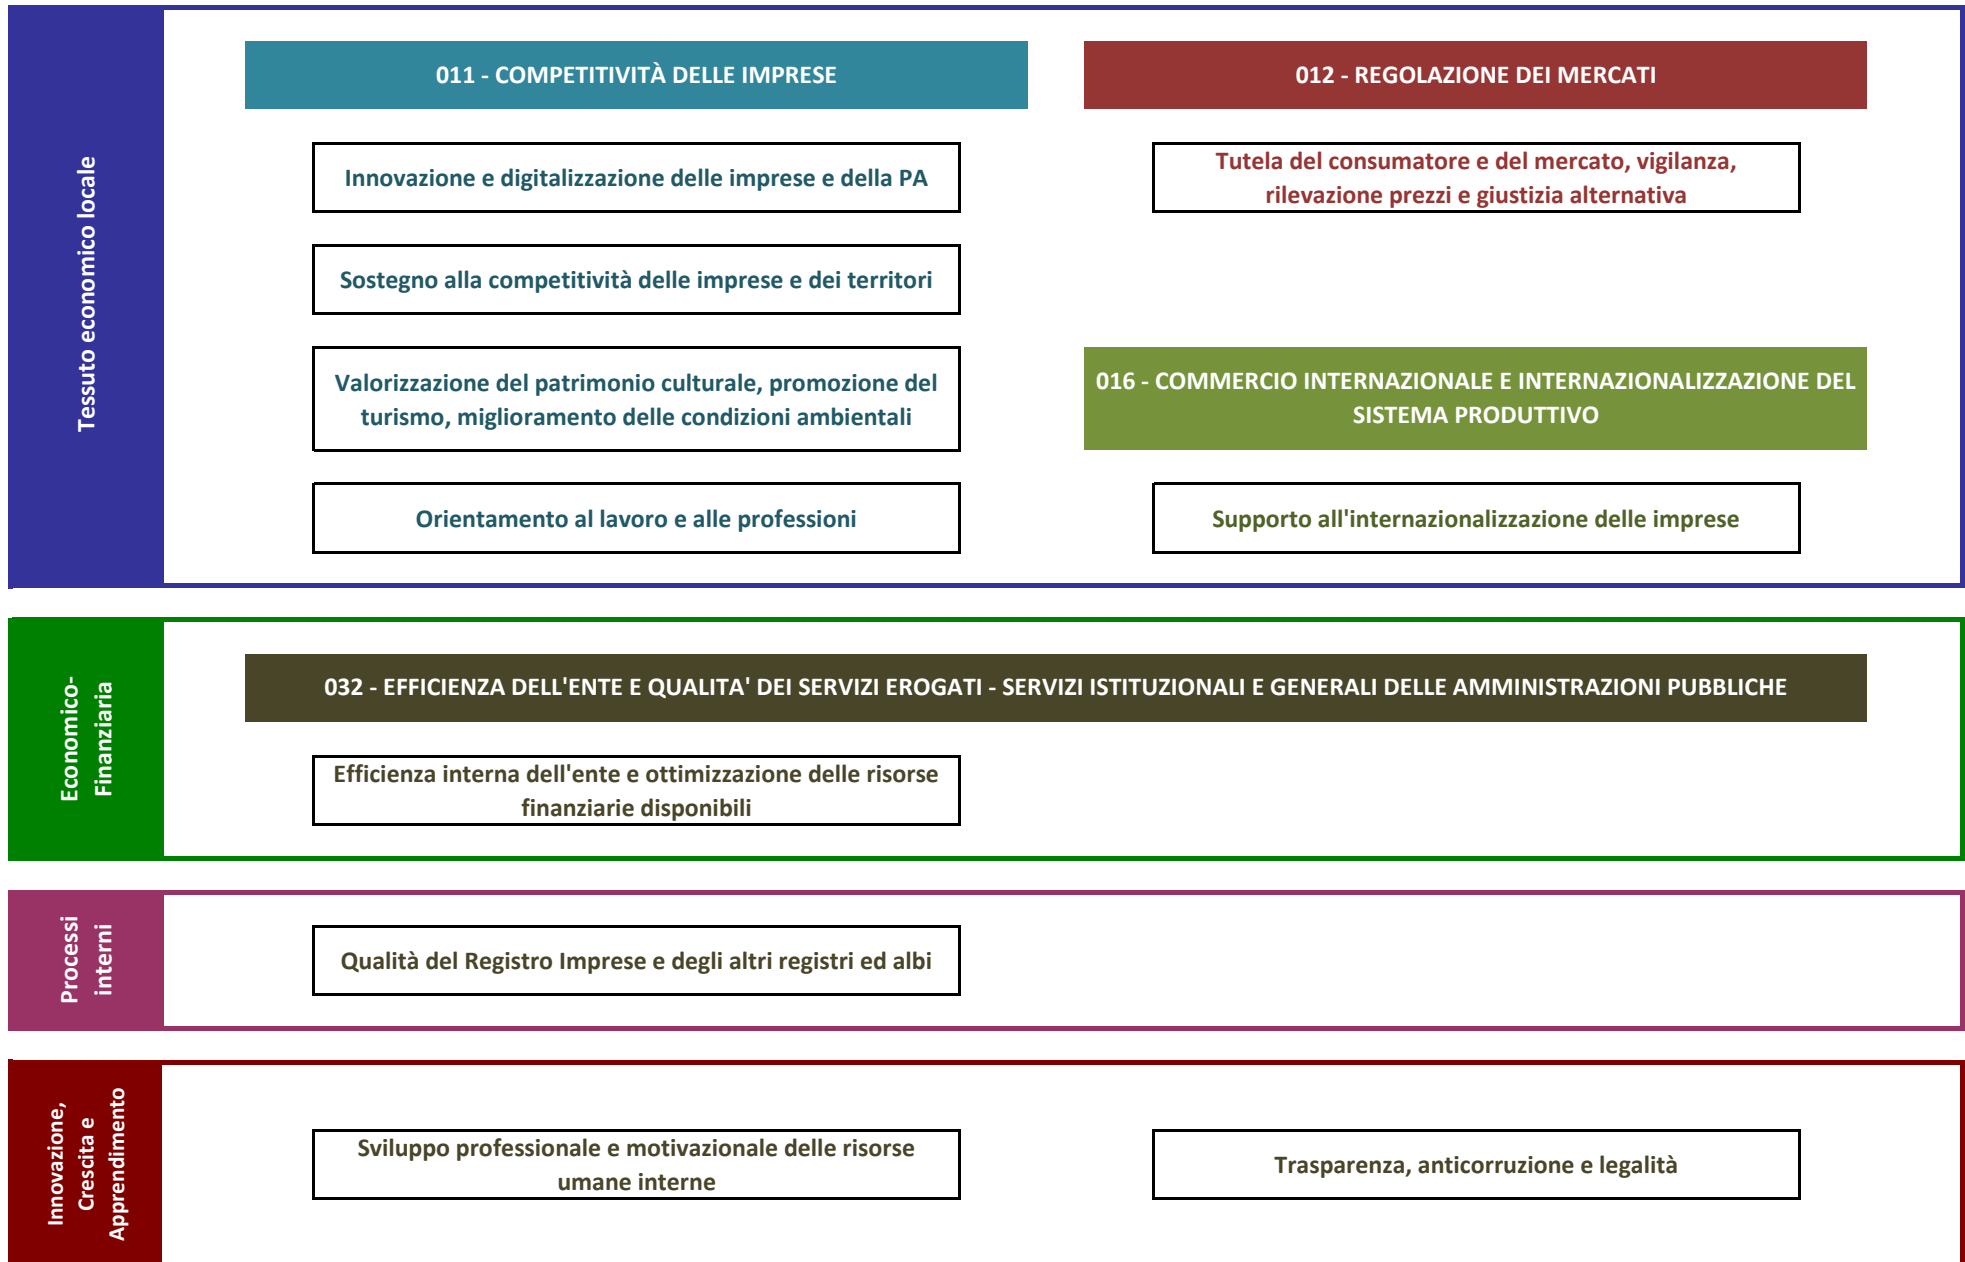 Tessuto economico locale
011 - COMPETITIVITÀ DELLE IMPRESE
Innovazione e digitalizzazione delle imprese e della PA
Sostegno alla competitività delle imprese e dei territori
Valorizzazione del patrimonio culturale, promozione del
turismo, miglioramento delle condizioni ambientali
Orientamento al lavoro e alle professioni
012 - REGOLAZIONE DEI MERCATI
Tutela del consumatore e del mercato, vigilanza,
rilevazione prezzi e giustizia alternativa
016 - COMMERCIO INTERNAZIONALE E INTERNAZIONALIZZAZIONE DEL
SISTEMA PRODUTTIVO
Supporto all'internazionalizzazione delle imprese
Economico-
Finanziaria
032 - EFFICIENZA DELL'ENTE E QUALITA' DEI SERVIZI EROGATI - SERVIZI ISTITUZIONALI E GENERALI DELLE AMMINISTRAZIONI PUBBLICHE
Efficienza interna dell'ente e ottimizzazione delle risorse
finanziarie disponibili
Processi
interni
Qualità del Registro Imprese e degli altri registri ed albi
Innovazione,
Crescita e
Apprendimento
Sviluppo professionale e motivazionale delle risorse
umane interne
Trasparenza, anticorruzione e legalità